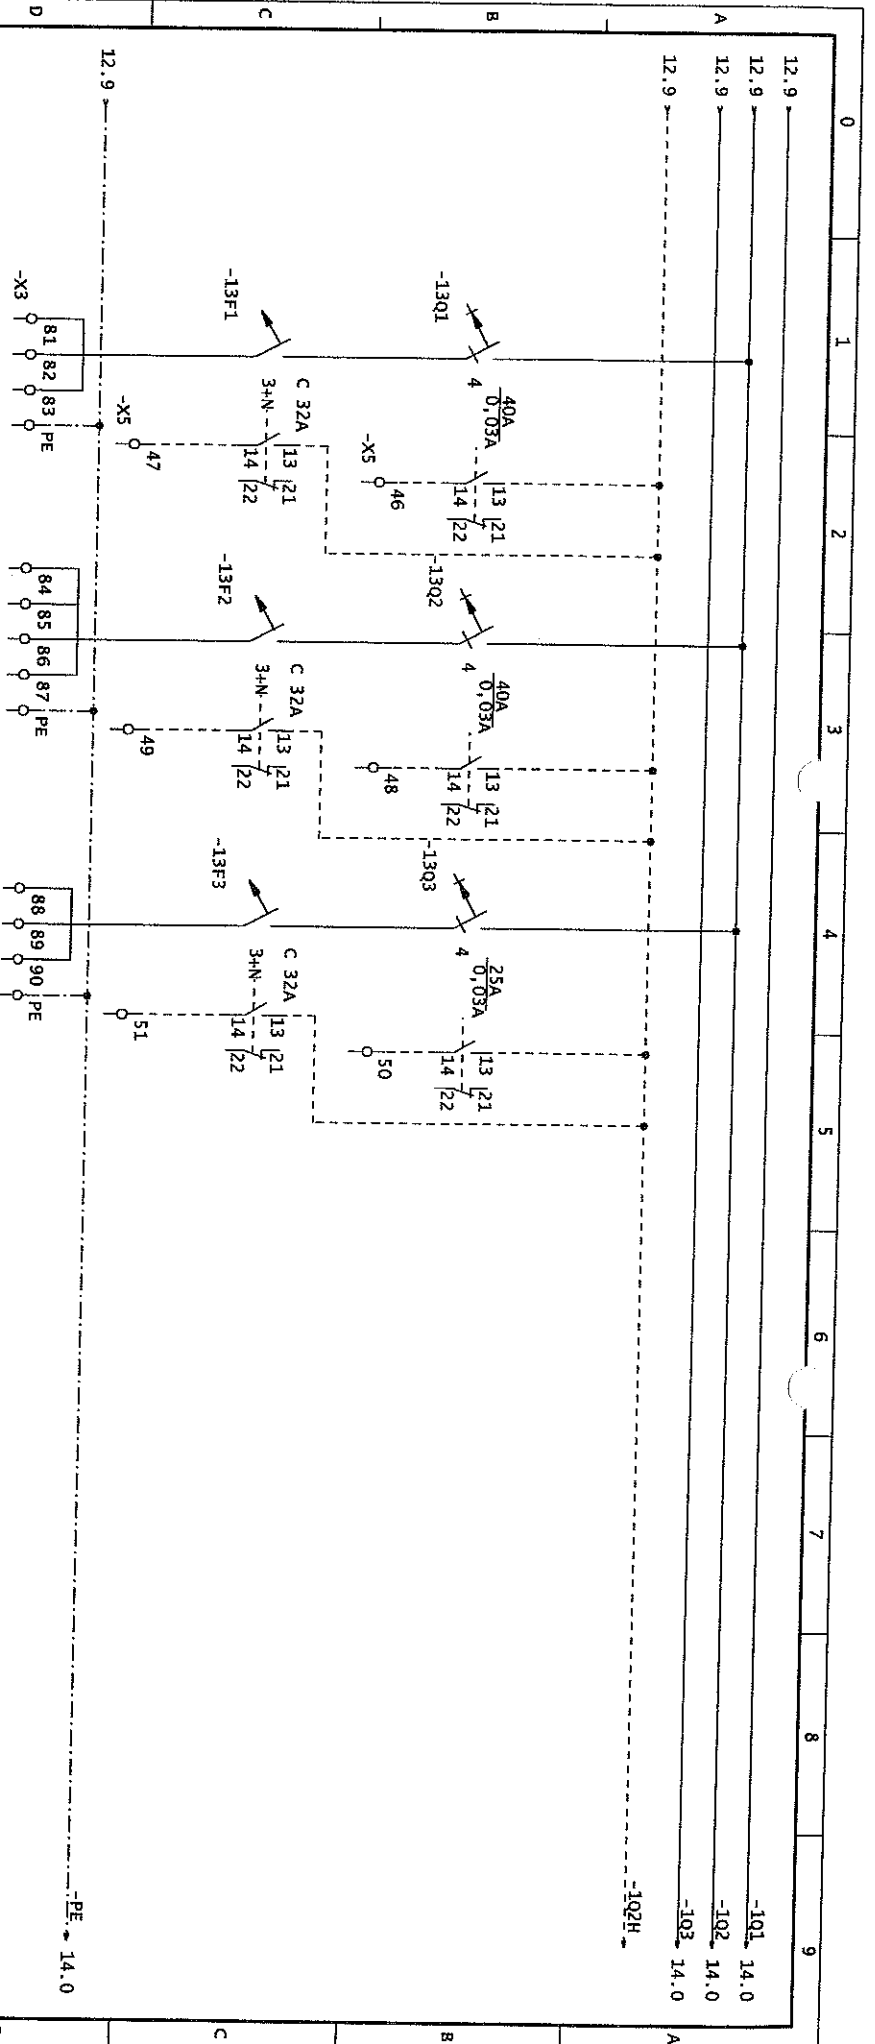 0 1 2 3 4 5 6 7 8 9
A
12.9
12.9 -1Q1 14.0
12.9 -1Q2 14.0
12.9 -1Q3 14.0
-1Q2H
A
B
-13Q1
4
40A
0,03A
13 21
14 22
-X5
46
-13Q2
4
40A
0,03A
13 21
14 22
48
-13Q3
4
25A
0,03A
13 21
14 22
50
B
C
-13F1
C 32A
3+N
13 21
14 22
-X5
47
-13F2
C 32A
3+N
13 21
14 22
49
-13F3
C 32A
3+N
13 21
14 22
51
C
12.9 -PE 14.0
D
-X3
81 82 83 PE
84 85 86 87 PE
88 89 90 PE